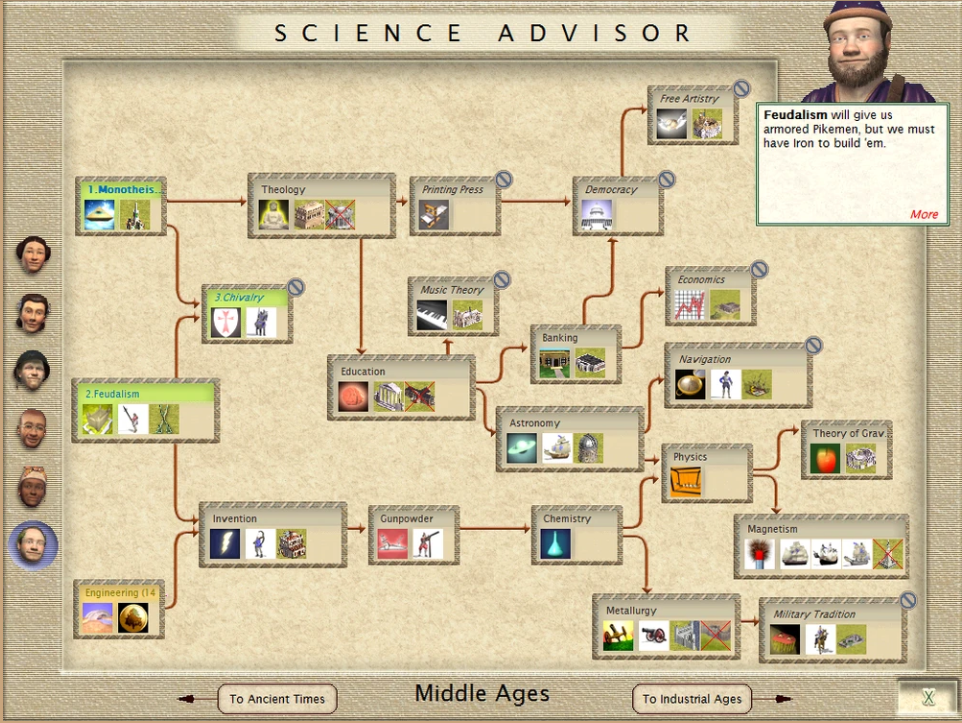 SCIENCE ADVISOR
Feudalism will give us
armored Pikemen, but we must
have Iron to build 'em.
More
Free Artistry
1.Monotheis...
Theology
Printing Press
Democracy
3.Chivalry
Music Theory
Economics
Banking
Education
Navigation
2.Feudalism
Astronomy
Theory of Grav..
Physics
Invention
Gunpowder
Chemistry
Magnetism
Engineering (14
Metallurgy
Military Tradition
To Ancient Times
Middle Ages
To Industrial Ages
X